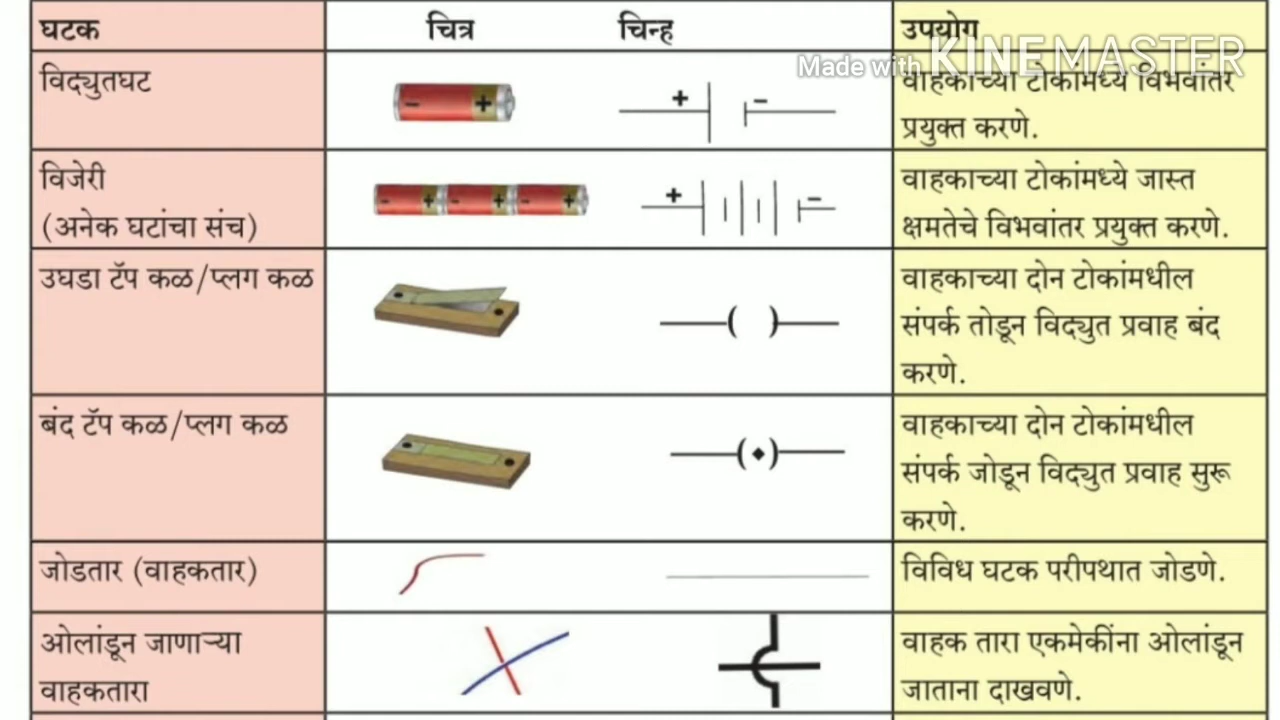 घटक चित्र चिन्ह उपयोग
Made with KINEMASTER
विद्युतघट
- +
+ -
वाहकाच्या टोकांमध्ये विभवांतर
प्रयुक्त करणे.
विजेरी
(अनेक घटांचा संच)
- + - + - +
+ -
वाहकाच्या टोकांमध्ये जास्त
क्षमतेचे विभवांतर प्रयुक्त करणे.
उघडा टॅप कळ/प्लग कळ
वाहकाच्या दोन टोकांमधील
संपर्क तोडून विद्युत प्रवाह बंद
करणे.
बंद टॅप कळ/प्लग कळ
वाहकाच्या दोन टोकांमधील
संपर्क जोडून विद्युत प्रवाह सुरू
करणे.
जोडतार (वाहकतार)
विविध घटक परीपथात जोडणे.
ओलांडून जाणाऱ्या
वाहकतारा
वाहक तारा एकमेकींना ओलांडून
जाताना दाखवणे.